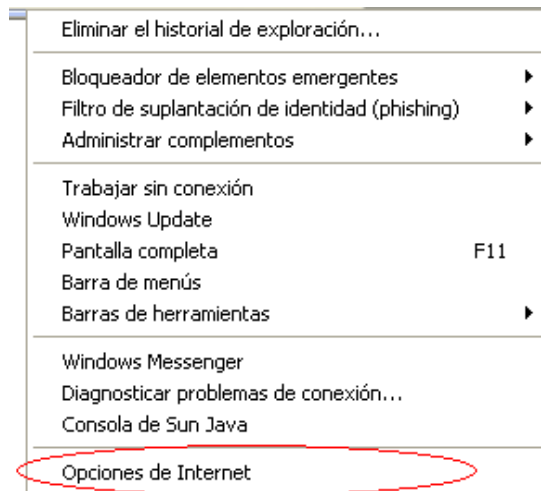 Eliminar el historial de exploración...
Bloqueador de elementos emergentes
Filtro de suplantación de identidad (phishing)
Administrar complementos
Trabajar sin conexión
Windows Update
Pantalla completa F11
Barra de menús
Barras de herramientas
Windows Messenger
Diagnosticar problemas de conexión...
Consola de Sun Java
Opciones de Internet